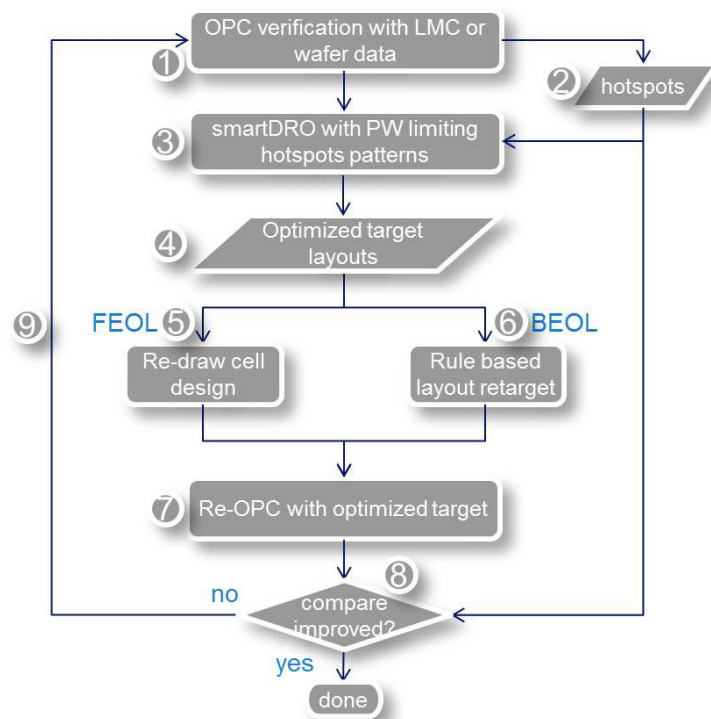 OPC verification with LMC or
wafer data
1
2
hotspots
smartDRO with PW limiting
hotspots patterns
3
Optimized target
layouts
4
9
FEOL 5
6 BEOL
Re-draw cell
design
Rule based
layout retarget
7
Re-OPC with optimized target
8
no
compare
improved?
yes
done